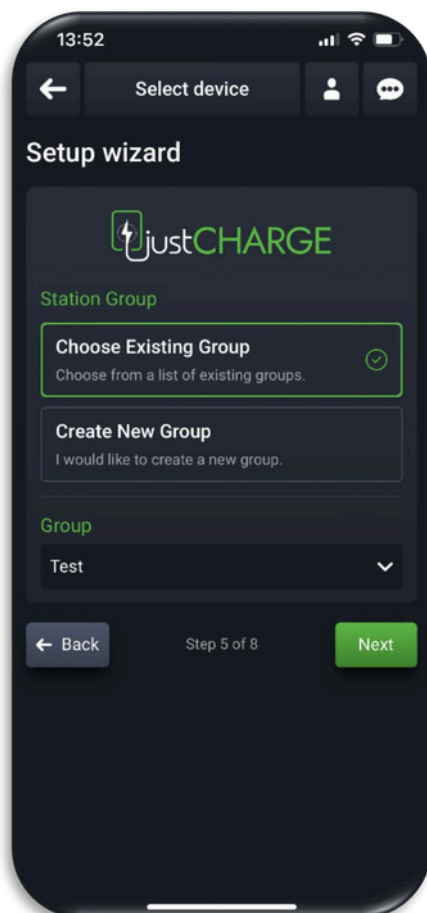 13:52
Select device
Setup wizard
justCHARGE
Station Group
Choose Existing Group
Choose from a list of existing groups.
Create New Group
I would like to create a new group.
Group
Test
Back
Step 5 of 8
Next